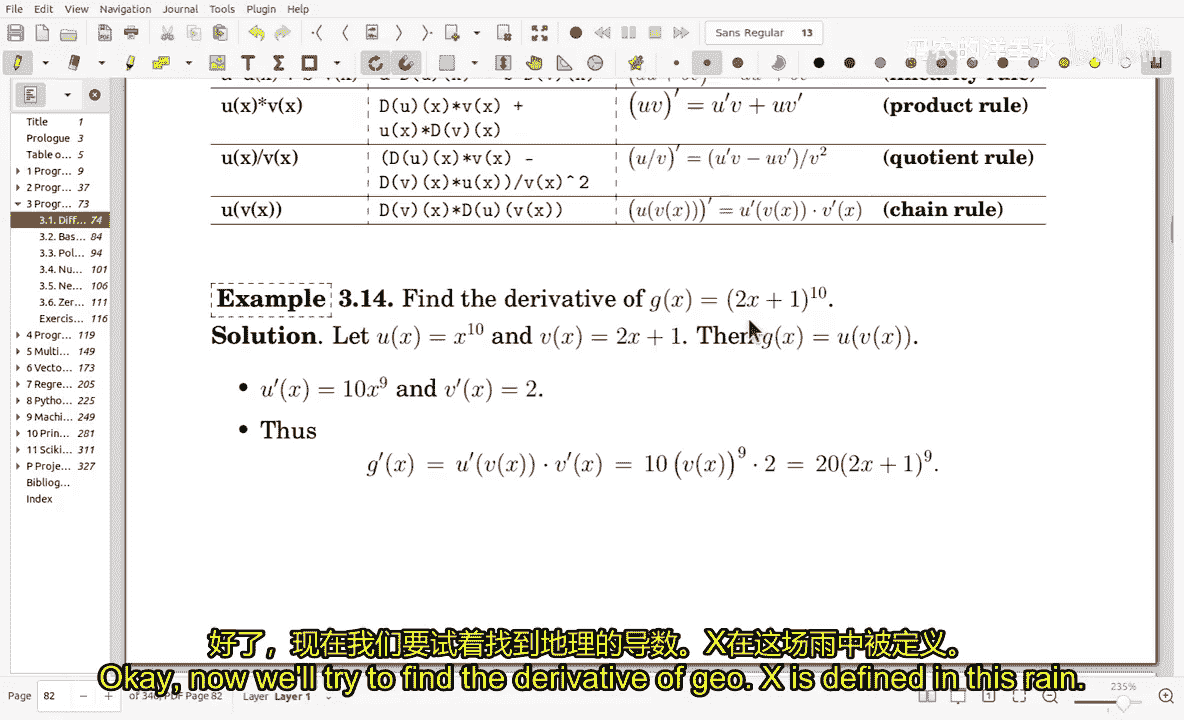 File Edit View Navigation Journal Tools Plugin Help
Sans Regular 13
Title 1
Prologue 3
Table o... 5
1 Progr... 9
2 Progr... 37
3 Progr... 73
3.1. Diff... 74
3.2. Bas... 84
3.3. Pol... 94
3.4. Nu... 101
3.5. Ne... 106
3.6. Zer... 111
Exercis... 116
4 Progr... 119
5 Multi... 149
6 Vecto... 173
7 Regre... 205
8 Pytho... 225
9 Machi... 249
10 Prin... 281
11 Sciki... 311
P Proje... 327
Bibliog...
Index
u(x)*v(x) D(u)(x)*v(x) + (uv)′ = u′v + uv′ (product rule)
u(x)*D(v)(x)
u(x)/v(x) (D(u)(x)*v(x) - (u/v)′ = (u′v − uv′)/v² (quotient rule)
D(v)(x)*u(x))/v(x)^2
u(v(x)) D(v)(x)*D(u)(v(x)) (u(v(x)))′ = u′(v(x)) · v′(x) (chain rule)
Example 3.14. Find the derivative of g(x) = (2x + 1)¹⁰.
Solution. Let u(x) = x¹⁰ and v(x) = 2x + 1. Then g(x) = u(v(x)).
• u′(x) = 10x⁹ and v′(x) = 2.
• Thus
g′(x) = u′(v(x)) · v′(x) = 10 (v(x))⁹ · 2 = 20(2x + 1)⁹.
好了，现在我们要试着找到地理的导数。X在这场雨中被定义。
Okay, now we'll try to find the derivative of geo. X is defined in this rain.
Page 82 of 346, PDF Page 82 Layer Layer 1 235%